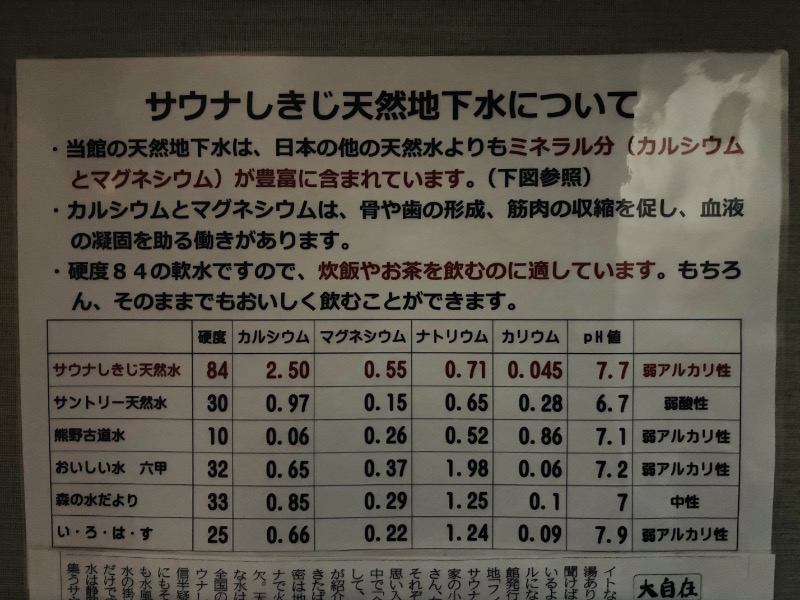 サウナしきじ天然地下水について
・当館の天然地下水は、日本の他の天然水よりもミネラル分（カルシウム
とマグネシウム）が豊富に含まれています。（下図参照）
・カルシウムとマグネシウムは、骨や歯の形成、筋肉の収縮を促し、血液
の凝固を助る働きがあります。
・硬度８４の軟水ですので、炊飯やお茶を飲むのに適しています。もちろ
ん、そのままでもおいしく飲むことができます。
硬度 カルシウム マグネシウム ナトリウム カリウム pH値
サウナしきじ天然水 84 2.50 0.55 0.71 0.045 7.7 弱アルカリ性
サントリー天然水 30 0.97 0.15 0.65 0.28 6.7 弱酸性
熊野古道水 10 0.06 0.26 0.52 0.86 7.1 弱アルカリ性
おいしい水 六甲 32 0.65 0.37 1.98 0.06 7.2 弱アルカリ性
森の水だより 33 0.85 0.29 1.25 0.1 7 中性
い・ろ・は・す 25 0.66 0.22 1.24 0.09 7.9 弱アルカリ性
大自在